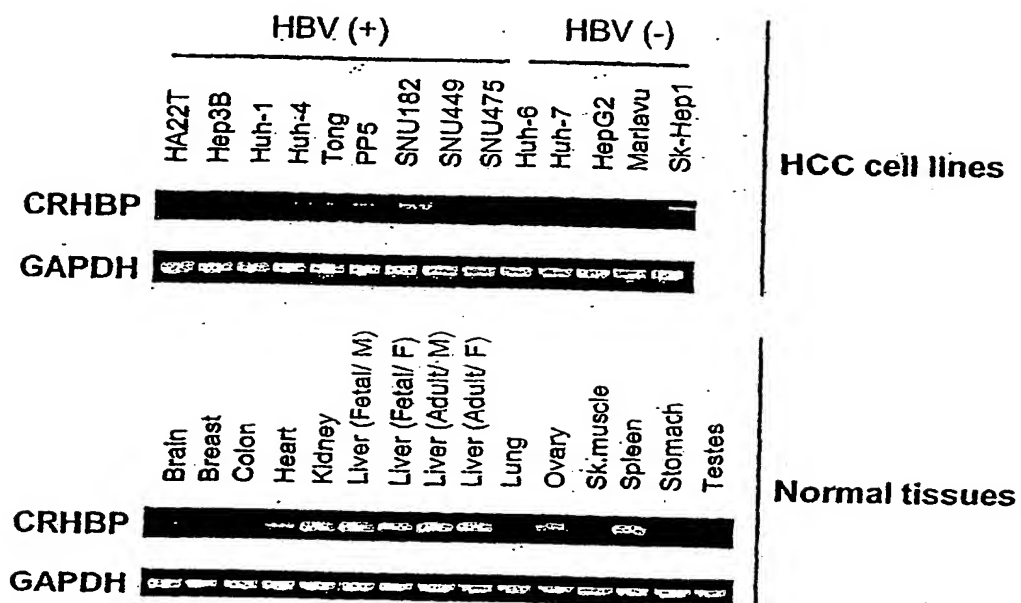 HBV (+) HBV (-)
HA22T Hep3B Huh-1 Huh-4 Tong PP5 SNU182 SNU449 SNU475 Huh-6 Huh-7 HepG2 Marlavu Sk-Hep1
HCC cell lines
CRHBP
GAPDH
Brain Breast Colon Heart Kidney Liver (Fetal/ M) Liver (Fetal/ F) Liver (Adult/ M) Liver (Adult/ F) Lung Ovary Sk.muscle Spleen Stomach Testes
Normal tissues
CRHBP
GAPDH